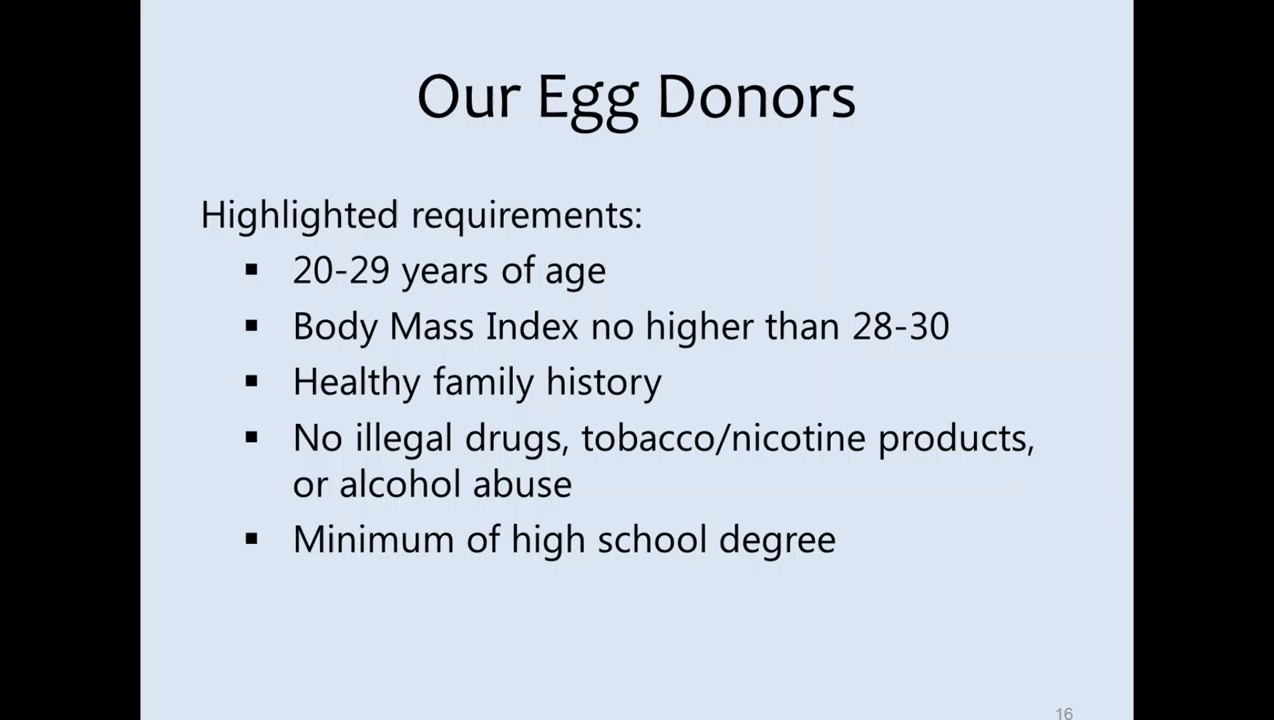 Our Egg Donors
Highlighted requirements:
▪ 20-29 years of age
▪ Body Mass Index no higher than 28-30
▪ Healthy family history
▪ No illegal drugs, tobacco/nicotine products,
or alcohol abuse
▪ Minimum of high school degree
16